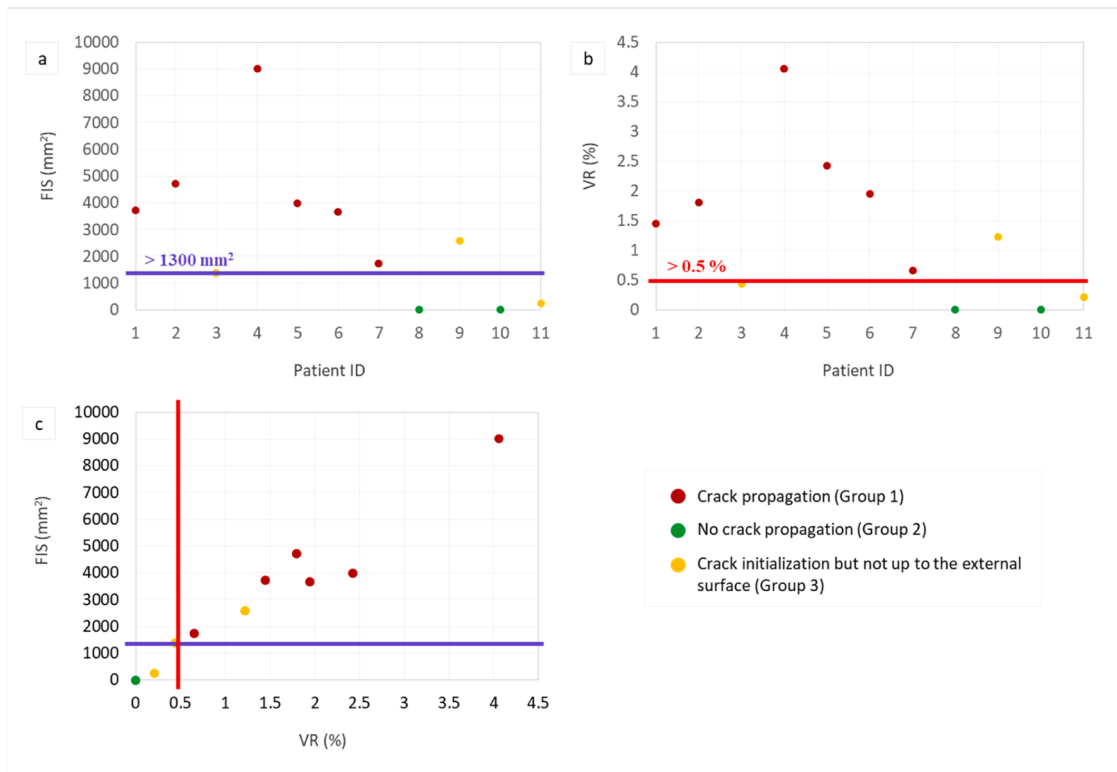 a
10000
9000
8000
7000
6000
5000
4000
3000
2000
1000
0
FIS (mm²)
> 1300 mm²
1 2 3 4 5 6 7 8 9 10 11
Patient ID
b
4.5
4
3.5
3
2.5
2
1.5
1
0.5
0
VR (%)
> 0.5 %
1 2 3 4 5 6 7 8 9 10 11
Patient ID
c
10000
9000
8000
7000
6000
5000
4000
3000
2000
1000
0
FIS (mm²)
0 0.5 1 1.5 2 2.5 3 3.5 4 4.5
VR (%)
Crack propagation (Group 1)
No crack propagation (Group 2)
Crack initialization but not up to the external
surface (Group 3)